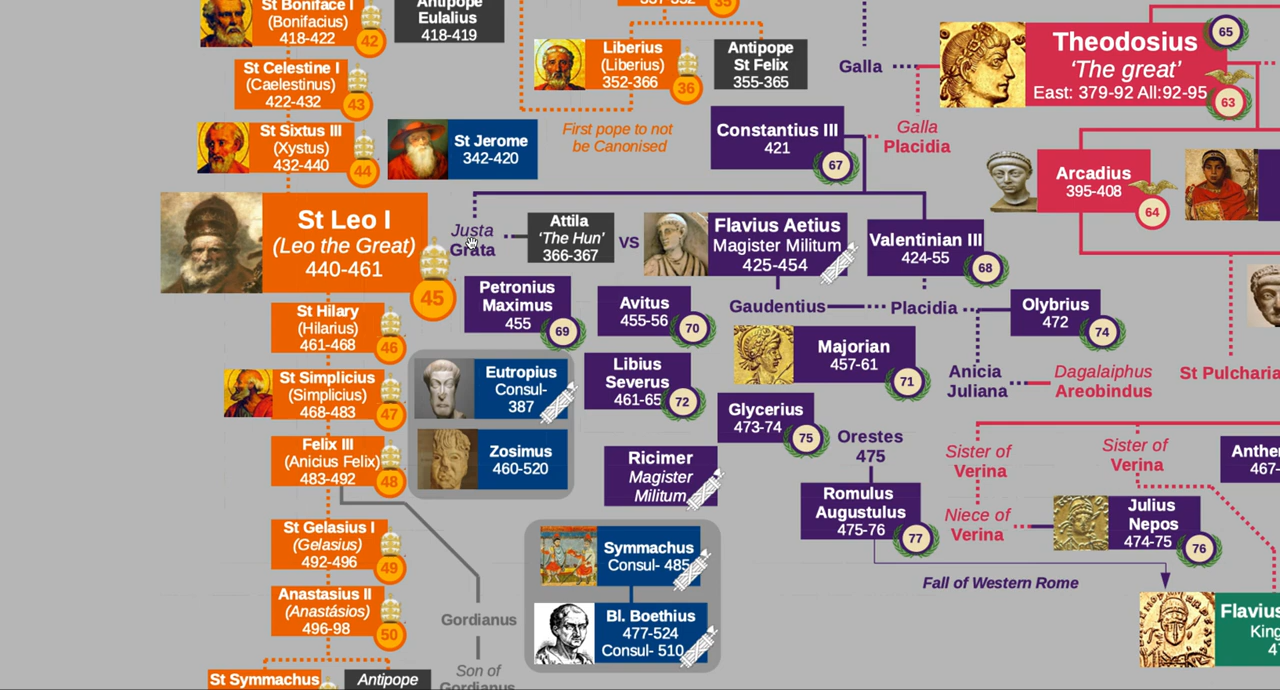 St Boniface I
(Bonifacius)
418-422
42
Antipope
Eulalius
418-419
35
St Celestine I
(Caelestinus)
422-432
43
Liberius
(Liberius)
352-366
36
Antipope
St Felix
355-365
First pope to not
be Canonised
St Sixtus III
(Xystus)
432-440
44
St Jerome
342-420
Constantius III
421
67
Galla
Galla
Placidia
Theodosius
'The great'
East: 379-92 All:92-95
65
63
Arcadius
395-408
64
St Leo I
(Leo the Great)
440-461
45
Justa
Grata
Attila
'The Hun'
366-367
VS
Flavius Aetius
Magister Militum
425-454
Valentinian III
424-55
68
Petronius
Maximus
455
69
Avitus
455-56
70
Gaudentius
Placidia
Olybrius
472
74
St Hilary
(Hilarius)
461-468
46
Majorian
457-61
71
Anicia
Juliana
Dagalaiphus
Areobindus
St Pulcharia
St Simplicius
(Simplicius)
468-483
47
Eutropius
Consul-
387
Libius
Severus
461-65
72
Glycerius
473-74
75
Felix III
(Anicius Felix)
483-492
48
Zosimus
460-520
Ricimer
Magister
Militum
Orestes
475
Romulus
Augustulus
475-76
77
Sister of
Verina
Sister of
Verina
Niece of
Verina
Julius
Nepos
474-75
76
467-
St Gelasius I
(Gelasius)
492-496
49
Symmachus
Consul- 485
Fall of Western Rome
Anastasius II
(Anastásios)
496-98
50
Gordianus
Bl. Boethius
477-524
Consul- 510
Flavius
King
47
St Symmachus
Antipope
Son of
Gordianus